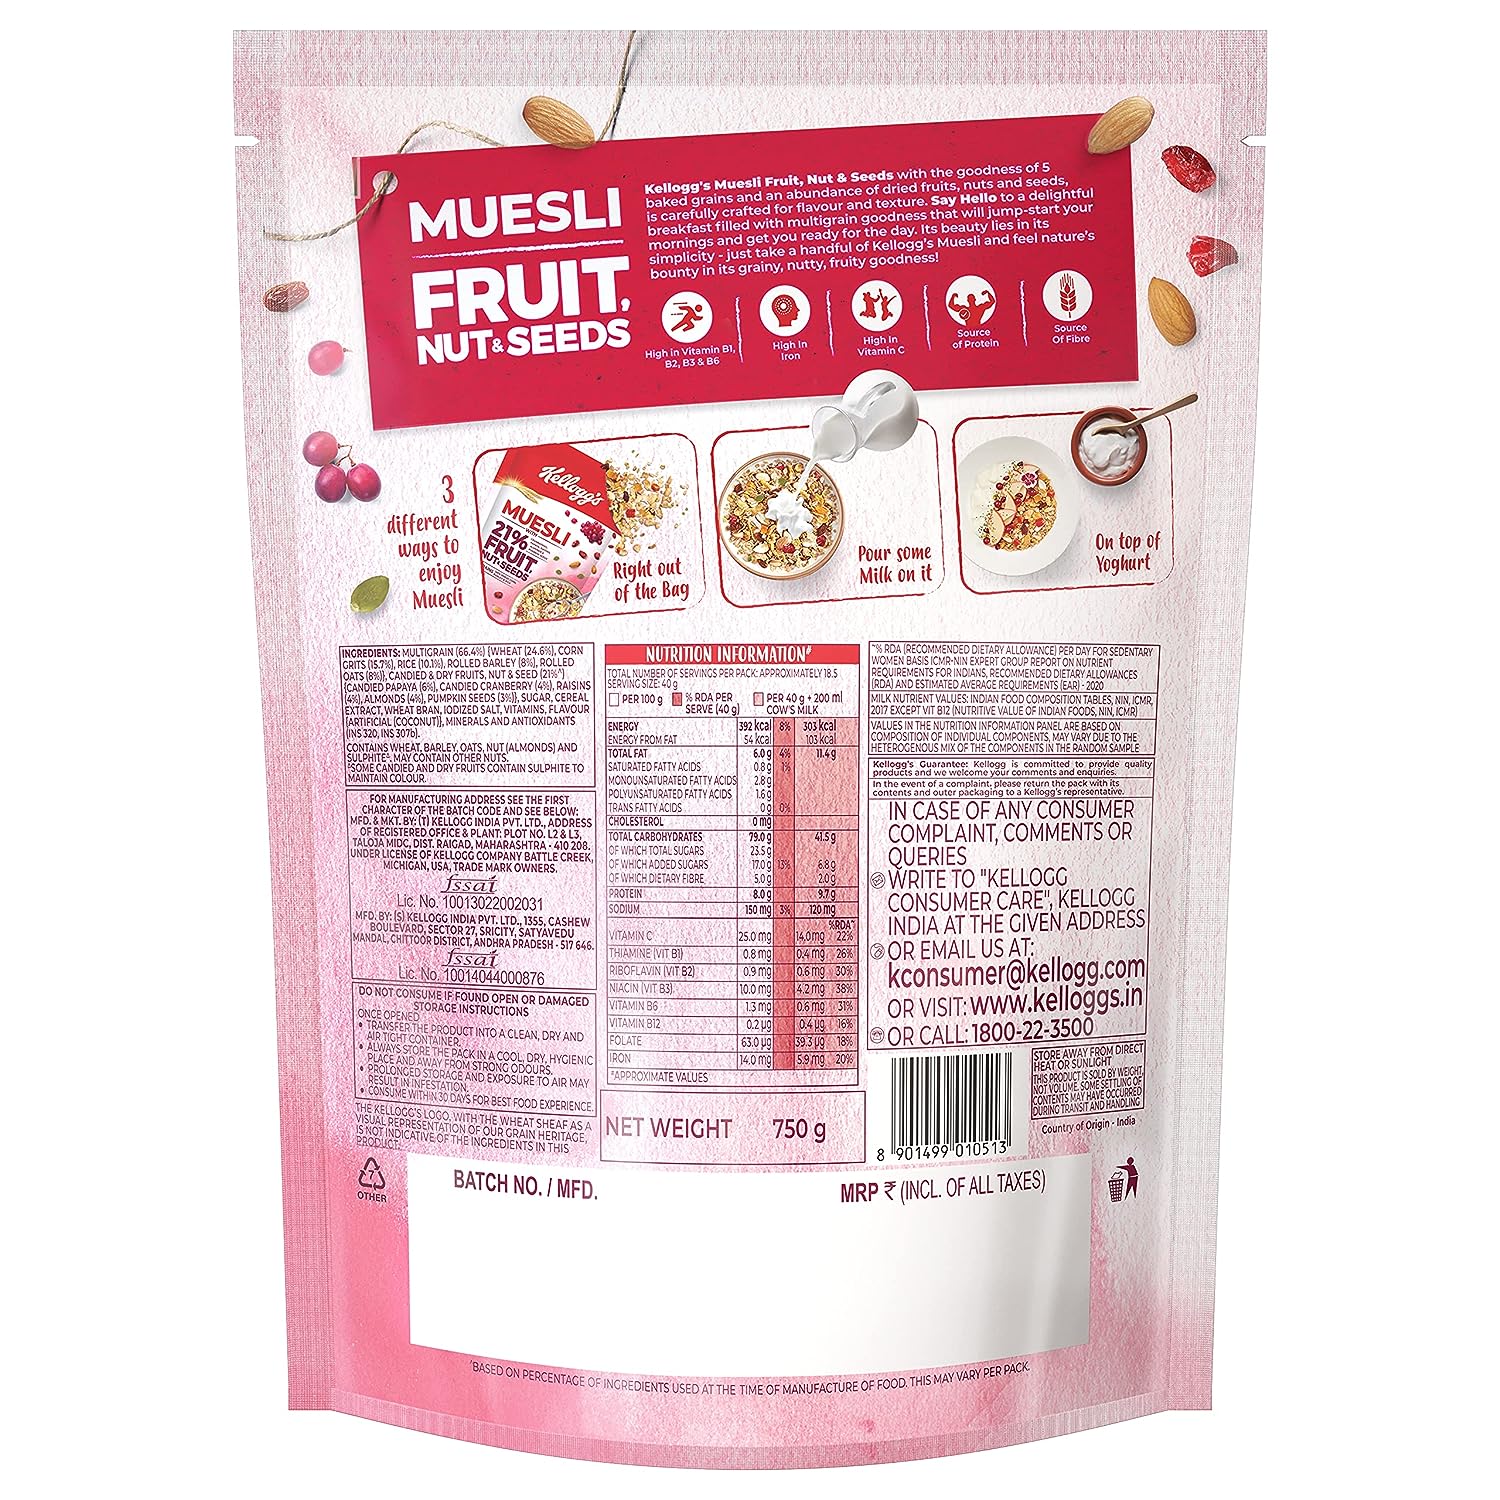 MUESLI
FRUIT,
NUT & SEEDS
Kellogg's Muesli Fruit, Nut & Seeds with the goodness of 5
baked grains and an abundance of dried fruits, nuts and seeds,
is carefully crafted for flavour and texture. Say Hello to a delightful
breakfast filled with multigrain goodness that will jump-start your
mornings and get you ready for the day. Its beauty lies in its
simplicity - just take a handful of Kellogg's Muesli and feel nature's
bounty in its grainy, nutty, fruity goodness!
High in Vitamin B1,
B2, B3 & B6
High In
Iron
High In
Vitamin C
Source
of Protein
Source
Of Fibre
3
different
ways to
enjoy
Muesli
Kellogg's
MUESLI
WITH
21%
FRUIT,
NUT & SEEDS
Right out
of the Bag
Pour some
Milk on it
On top of
Yoghurt
INGREDIENTS: MULTIGRAIN (66.4%) {WHEAT (24.6%), CORN
GRITS (15.7%), RICE (10.1%), ROLLED BARLEY (8%), ROLLED
OATS (8%)}, CANDIED & DRY FRUITS, NUT & SEED (21%^)
{CANDIED PAPAYA (6%), CANDIED CRANBERRY (4%), RAISINS
(4%), ALMONDS (4%), PUMPKIN SEEDS (3%)}, SUGAR, CEREAL
EXTRACT, WHEAT BRAN, IODIZED SALT, VITAMINS, FLAVOUR
{ARTIFICIAL (COCONUT)}, MINERALS AND ANTIOXIDANTS
(INS 320, INS 307b).
CONTAINS WHEAT, BARLEY, OATS, NUT (ALMONDS) AND
SULPHITE. MAY CONTAIN OTHER NUTS.
SOME CANDIED AND DRY FRUITS CONTAIN SULPHITE TO
MAINTAIN COLOUR.
FOR MANUFACTURING ADDRESS SEE THE FIRST
CHARACTER OF THE BATCH CODE AND SEE BELOW:
MFD. & MKT. BY: (T) KELLOGG INDIA PVT. LTD., ADDRESS
OF REGISTERED OFFICE & PLANT: PLOT NO. L2 & L3,
TALOJA MIDC, DIST. RAIGAD, MAHARASHTRA - 410 208.
UNDER LICENSE OF KELLOGG COMPANY BATTLE CREEK,
MICHIGAN, USA, TRADE MARK OWNERS.
fssai
Lic. No. 10013022002031
MFD. BY: (S) KELLOGG INDIA PVT. LTD., 1355, CASHEW
BOULEVARD, SECTOR 27, SRICITY, SATYAVEDU
MANDAL, CHITTOOR DISTRICT, ANDHRA PRADESH - 517 646.
fssai
Lic. No. 10014044000876
DO NOT CONSUME IF FOUND OPEN OR DAMAGED
STORAGE INSTRUCTIONS
ONCE OPENED
• TRANSFER THE PRODUCT INTO A CLEAN, DRY AND
AIR TIGHT CONTAINER.
• ALWAYS STORE THE PACK IN A COOL, DRY, HYGIENIC
PLACE AND AWAY FROM STRONG ODOURS.
• PROLONGED STORAGE AND EXPOSURE TO AIR MAY
RESULT IN INFESTATION.
• CONSUME WITHIN 30 DAYS FOR BEST FOOD EXPERIENCE.
THE KELLOGG'S LOGO, WITH THE WHEAT SHEAF AS A
VISUAL REPRESENTATION OF OUR GRAIN HERITAGE,
IS NOT INDICATIVE OF THE INGREDIENTS IN THIS
PRODUCT.
NUTRITION INFORMATION#
TOTAL NUMBER OF SERVINGS PER PACK: APPROXIMATELY 18.5
SERVING SIZE: 40 g
PER 100 g
% RDA PER
SERVE (40 g)
PER 40 g + 200 ml
COW'S MILK
ENERGY 392 kcal 8% 303 kcal
ENERGY FROM FAT 54 kcal 103 kcal
TOTAL FAT 6.0 g 4% 11.4 g
SATURATED FATTY ACIDS 0.8 g 1%
MONOUNSATURATED FATTY ACIDS 2.8 g
POLYUNSATURATED FATTY ACIDS 1.6 g
TRANS FATTY ACIDS 0 g 0%
CHOLESTEROL 0 mg
TOTAL CARBOHYDRATES 79.0 g 41.5 g
OF WHICH TOTAL SUGARS 23.5 g
OF WHICH ADDED SUGARS 17.0 g 13% 6.8 g
OF WHICH DIETARY FIBRE 5.0 g 2.0 g
PROTEIN 8.0 g 9.7 g
SODIUM 150 mg 3% 120 mg
%RDA~
VITAMIN C 25.0 mg 14.0 mg 22%
THIAMINE (VIT B1) 0.8 mg 0.4 mg 26%
RIBOFLAVIN (VIT B2) 0.9 mg 0.6 mg 30%
NIACIN (VIT B3) 10.0 mg 4.2 mg 38%
VITAMIN B6 1.3 mg 0.6 mg 31%
VITAMIN B12 0.2 µg 0.4 µg 16%
FOLATE 63.0 µg 39.3 µg 18%
IRON 14.0 mg 5.9 mg 20%
#APPROXIMATE VALUES
NET WEIGHT 750 g
~% RDA (RECOMMENDED DIETARY ALLOWANCE) PER DAY FOR SEDENTARY
WOMEN BASIS ICMR-NIN EXPERT GROUP REPORT ON NUTRIENT
REQUIREMENTS FOR INDIANS, RECOMMENDED DIETARY ALLOWANCES
(RDA) AND ESTIMATED AVERAGE REQUIREMENTS (EAR) - 2020
MILK NUTRIENT VALUES: INDIAN FOOD COMPOSITION TABLES, NIN, ICMR,
2017 EXCEPT VIT B12 (NUTRITIVE VALUE OF INDIAN FOODS, NIN, ICMR)
VALUES IN THE NUTRITION INFORMATION PANEL ARE BASED ON
COMPOSITION OF INDIVIDUAL COMPONENTS, MAY VARY DUE TO THE
HETEROGENOUS MIX OF THE COMPONENTS IN THE RANDOM SAMPLE
Kellogg's Guarantee: Kellogg is committed to provide quality
products and we welcome your comments and enquiries.
In the event of a complaint, please return the pack with its
contents and outer packaging to a Kellogg's representative.
IN CASE OF ANY CONSUMER
COMPLAINT, COMMENTS OR
QUERIES
WRITE TO "KELLOGG
CONSUMER CARE", KELLOGG
INDIA AT THE GIVEN ADDRESS
OR EMAIL US AT:
kconsumer@kellogg.com
OR VISIT: www.kelloggs.in
OR CALL: 1800-22-3500
8 901499 010513
STORE AWAY FROM DIRECT
HEAT OR SUNLIGHT
THIS PRODUCT IS SOLD BY WEIGHT,
NOT VOLUME. SOME SETTLING OF
CONTENTS MAY HAVE OCCURRED
DURING TRANSIT AND HANDLING
Country of Origin - India
7
OTHER
BATCH NO. / MFD.
MRP ₹ (INCL. OF ALL TAXES)
^BASED ON PERCENTAGE OF INGREDIENTS USED AT THE TIME OF MANUFACTURE OF FOOD. THIS MAY VARY PER PACK.